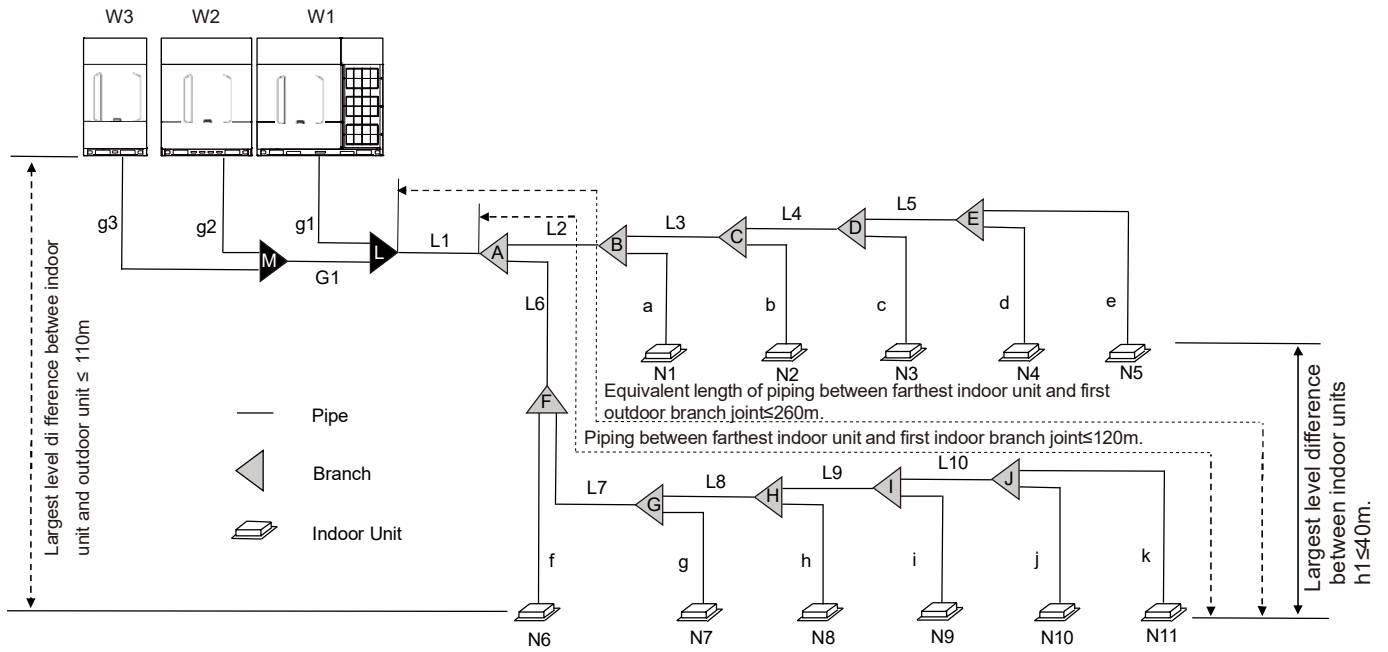 W3
W2
W1
g3
g2
g1
M
L
G1
L1
A
L2
B
L3
C
L4
D
L5
E
L6
a
b
c
d
e
N1
N2
N3
N4
N5
Largest level di fference betwee indoor
unit and outdoor unit ≤ 110m
Equivalent length of piping between farthest indoor unit and first
outdoor branch joint≤260m.
Piping between farthest indoor unit and first indoor branch joint≤120m.
Largest level difference
between indoor units
h1≤40m.
Pipe
Branch
Indoor Unit
F
L7
G
L8
H
L9
I
L10
J
f
g
h
i
j
k
N6
N7
N8
N9
N10
N11